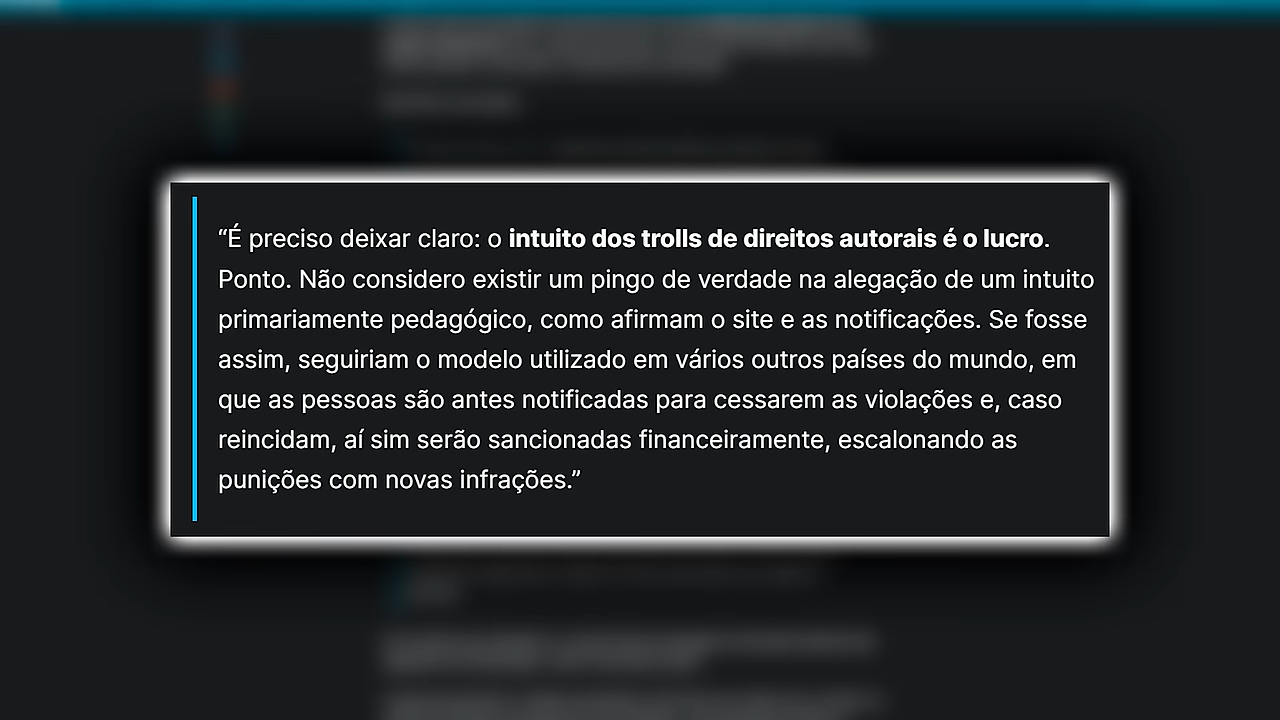 “É preciso deixar claro: o intuito dos trolls de direitos autorais é o lucro.
Ponto. Não considero existir um pingo de verdade na alegação de um intuito
primariamente pedagógico, como afirmam o site e as notificações. Se fosse
assim, seguiriam o modelo utilizado em vários outros países do mundo, em
que as pessoas são antes notificadas para cessarem as violações e, caso
reincidam, aí sim serão sancionadas financeiramente, escalonando as
punições com novas infrações.”